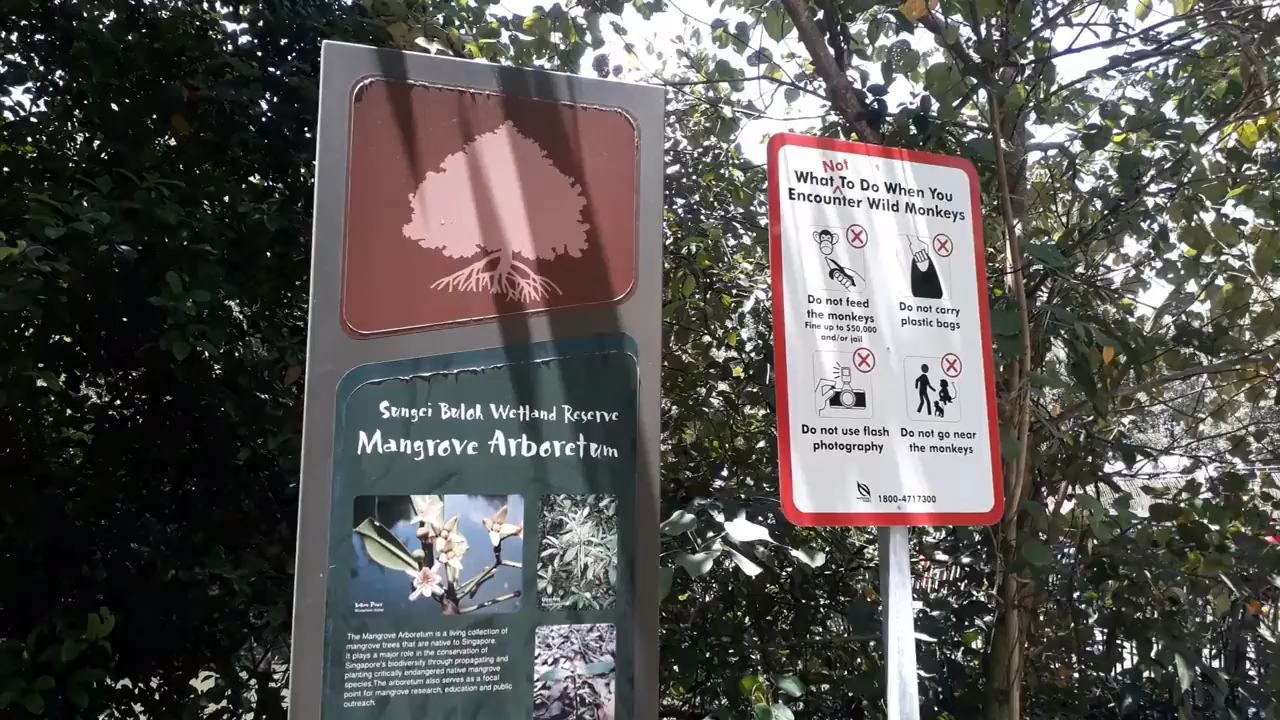 Sungei Buloh Wetland Reserve
Mangrove Arboretum
The Mangrove Arboretum is a living collection of
mangrove trees that are native to Singapore.
It plays a major role in the conservation of
Singapore's biodiversity through propagating and
planting critically endangered native mangrove
species.The arboretum also serves as a focal
point for mangrove research, education and public
outreach.
Not
What To Do When You
Encounter Wild Monkeys
Do not feed
the monkeys
Fine up to $50,000
and/or jail
Do not carry
plastic bags
Do not use flash
photography
Do not go near
the monkeys
1800-4717300